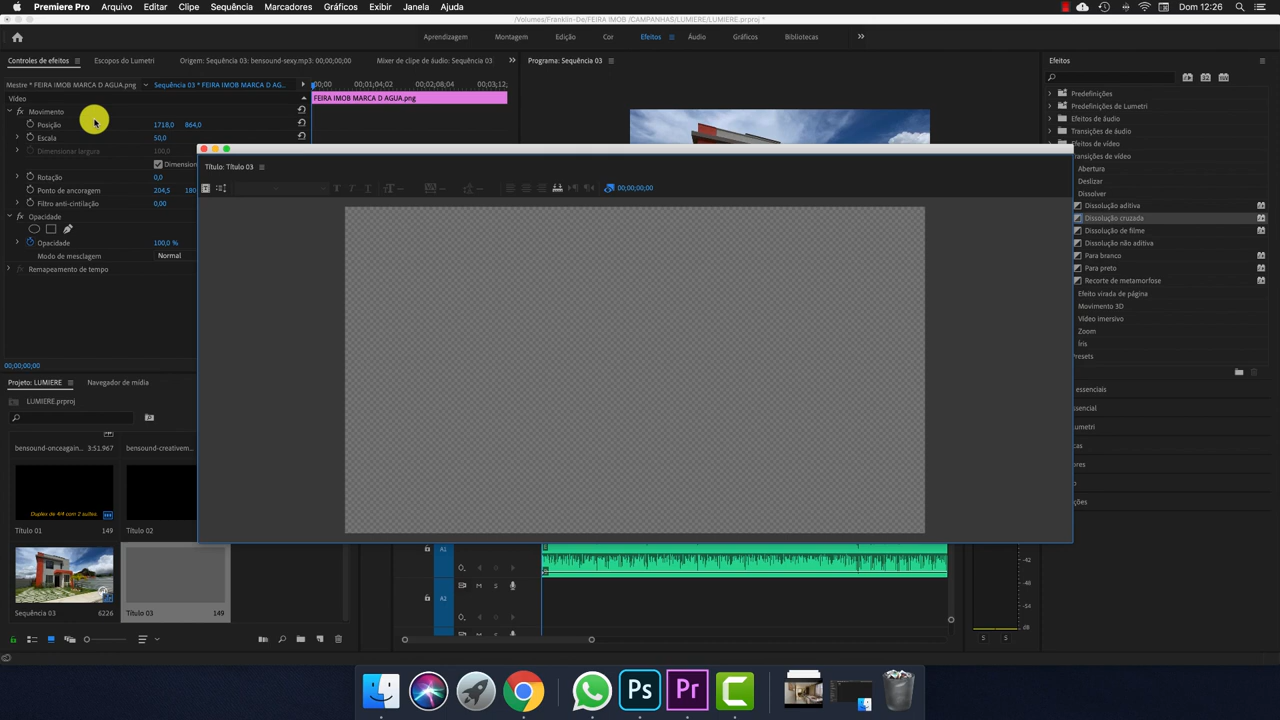 Premiere Pro Arquivo Editar Clipe Sequência Marcadores Gráficos Exibir Janela Ajuda Dom 12:26
/Volumes/Franklin-De/FEIRA IMOB /CAMPANHAS/LUMIERE/LUMIERE.prproj *
Aprendizagem Montagem Edição Cor Efeitos Áudio Gráficos Bibliotecas
Controles de efeitos Escopos do Lumetri Origem: Sequência 03: bensound-sexy.mp3: 00;00;00;00 Mixer de clipe de áudio: Sequência 03 Programa: Sequência 03 Efeitos
Mestre * FEIRA IMOB MARCA D AGUA.png Sequência 03 * FEIRA IMOB MARCA D AG... 00;00 00;01;04;02 00;02;08;04 00;03;12;
Vídeo FEIRA IMOB MARCA D AGUA.png
Movimento
Posição 1718,0 864,0
Escala 50,0
Dimensionar largura 100,0
Dimension
Rotação 0,0
Ponto de ancoragem 204,5 180
Filtro anti-cintilação 0,00
Opacidade
Opacidade 100,0 %
Modo de mesclagem Normal
Remapeamento de tempo
00;00;00;00
Título: Título 03
00;00;00;00
Predefinições
Predefinições de Lumetri
Efeitos de áudio
Transições de áudio
Efeitos de vídeo
Transições de vídeo
Abertura
Deslizar
Dissolver
Dissolução aditiva
Dissolução cruzada
Dissolução de filme
Dissolução não aditiva
Para branco
Para preto
Recorte de metamorfose
Efeito virada de página
Movimento 3D
Vídeo imersivo
Zoom
Íris
Presets
essenciais
essencial
umetri
cas
ores
o
ções
Projeto: LUMIERE Navegador de mídia
LUMIERE.prproj
bensound-onceagain... 3:51.967 bensound-creativem...
Duplex de 4/4 com 2 suítes
Título 01 149 Título 02
Sequência 03 6226 Título 03 149
A1
M S
A2
M S
-42
-48
-54
dB
S S
Ps Pr C